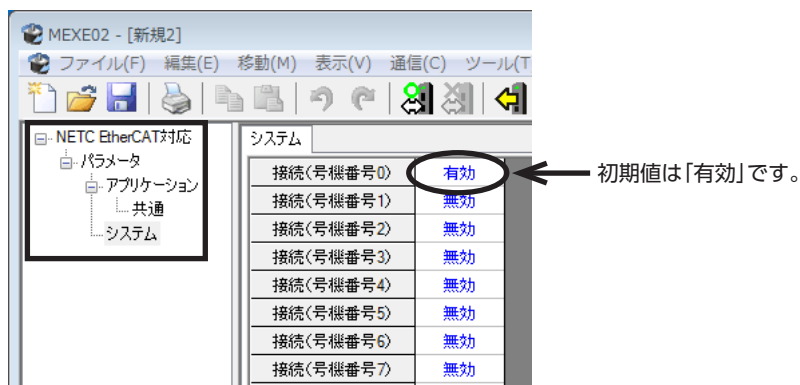 MEXE02 - [新規2]
ファイル(F) 編集(E) 移動(M) 表示(V) 通信(C) ツール(T
NETC EtherCAT対応
パラメータ
アプリケーション
共通
システム
システム
接続(号機番号0) 有効
接続(号機番号1) 無効
接続(号機番号2) 無効
接続(号機番号3) 無効
接続(号機番号4) 無効
接続(号機番号5) 無効
接続(号機番号6) 無効
接続(号機番号7) 無効
初期値は「有効」です。